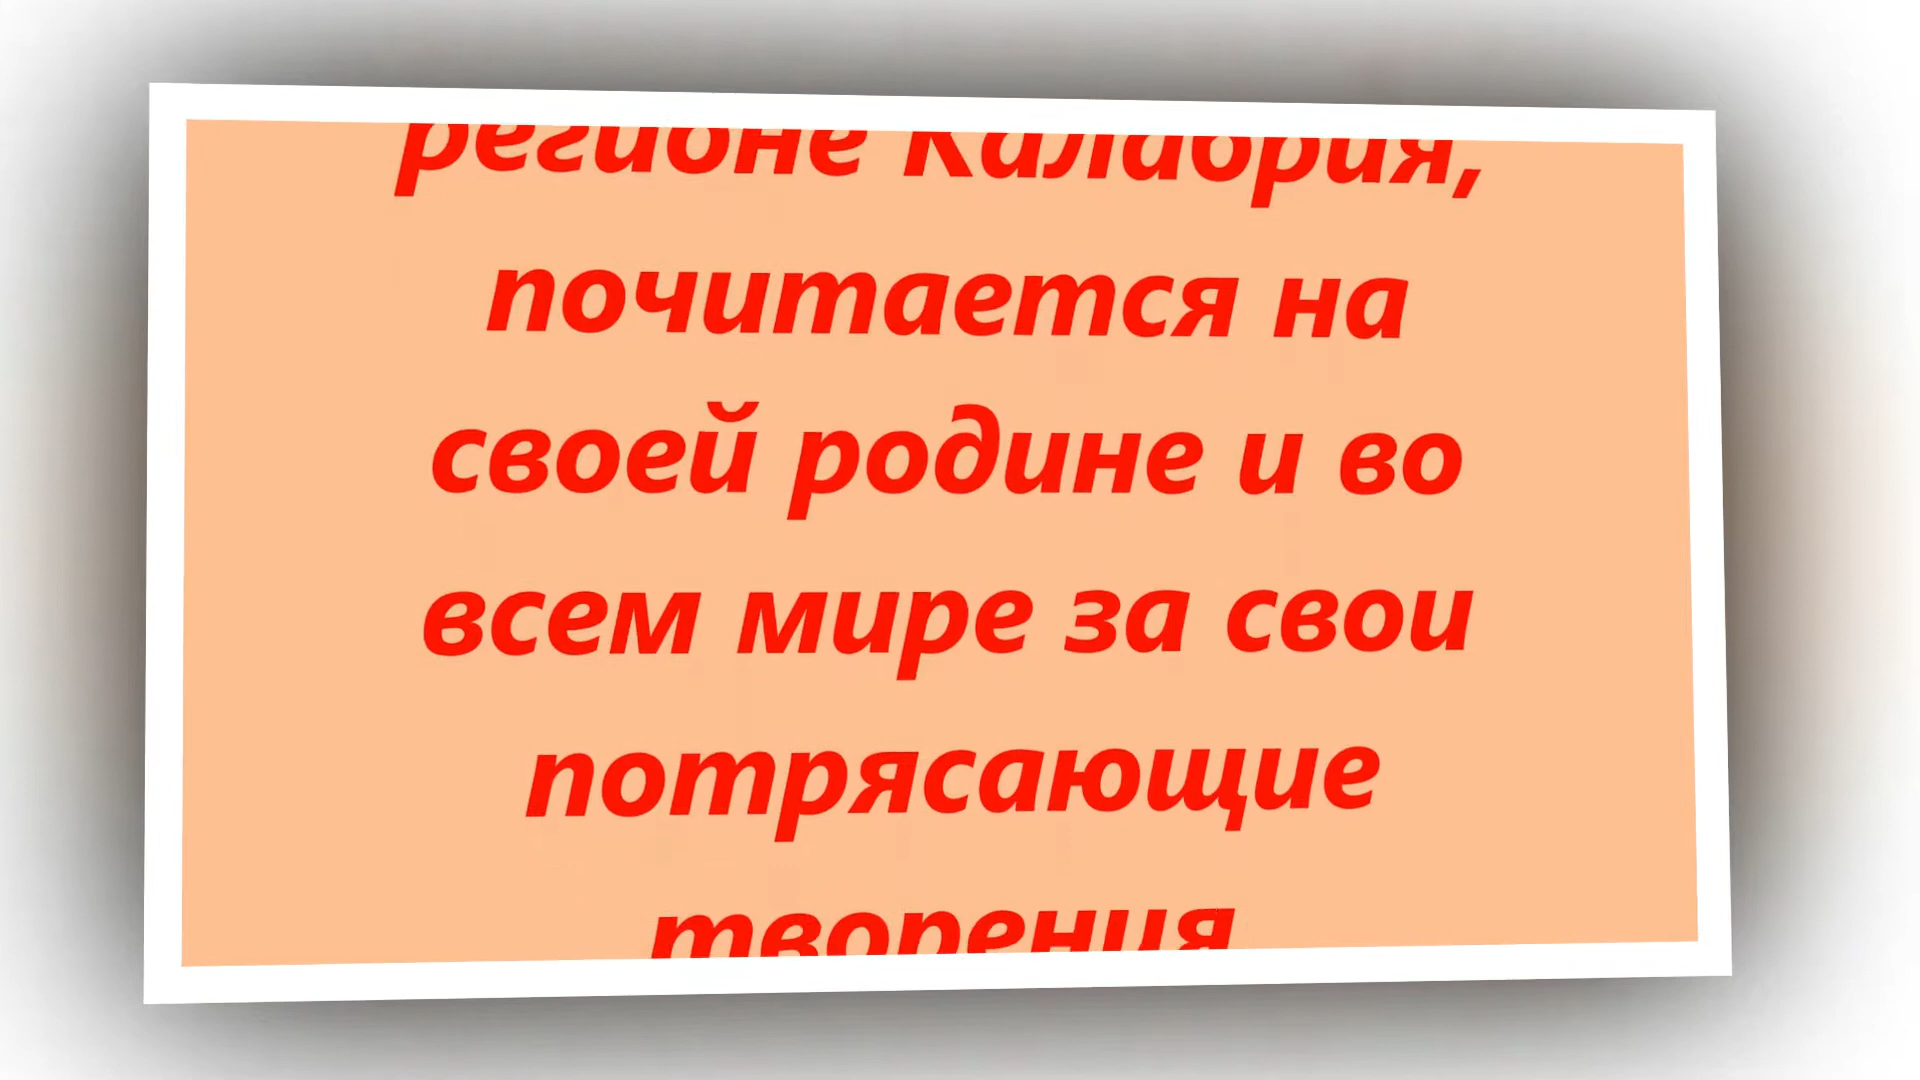 регионе Калабрия,
почитается на
своей родине и во
всем мире за свои
потрясающие
творения